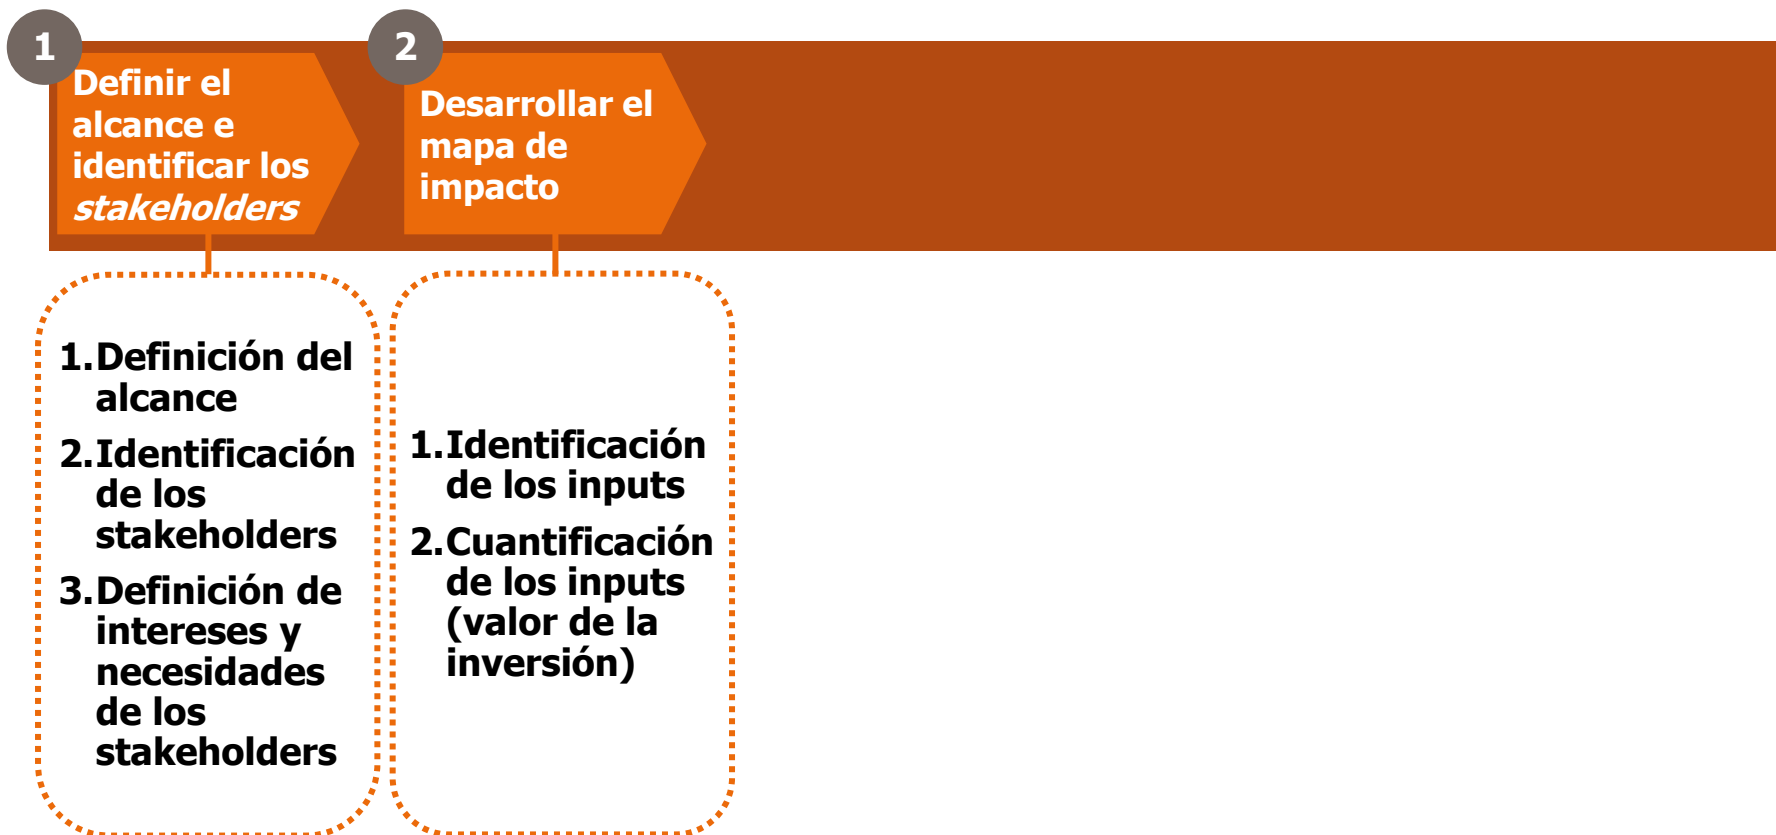 1
Definir el
alcance e
identificar los
stakeholders
2
Desarrollar el
mapa de
impacto
1.Definición del
alcance
2.Identificación
de los
stakeholders
3.Definición de
intereses y
necesidades
de los
stakeholders
1.Identificación
de los inputs
2.Cuantificación
de los inputs
(valor de la
inversión)